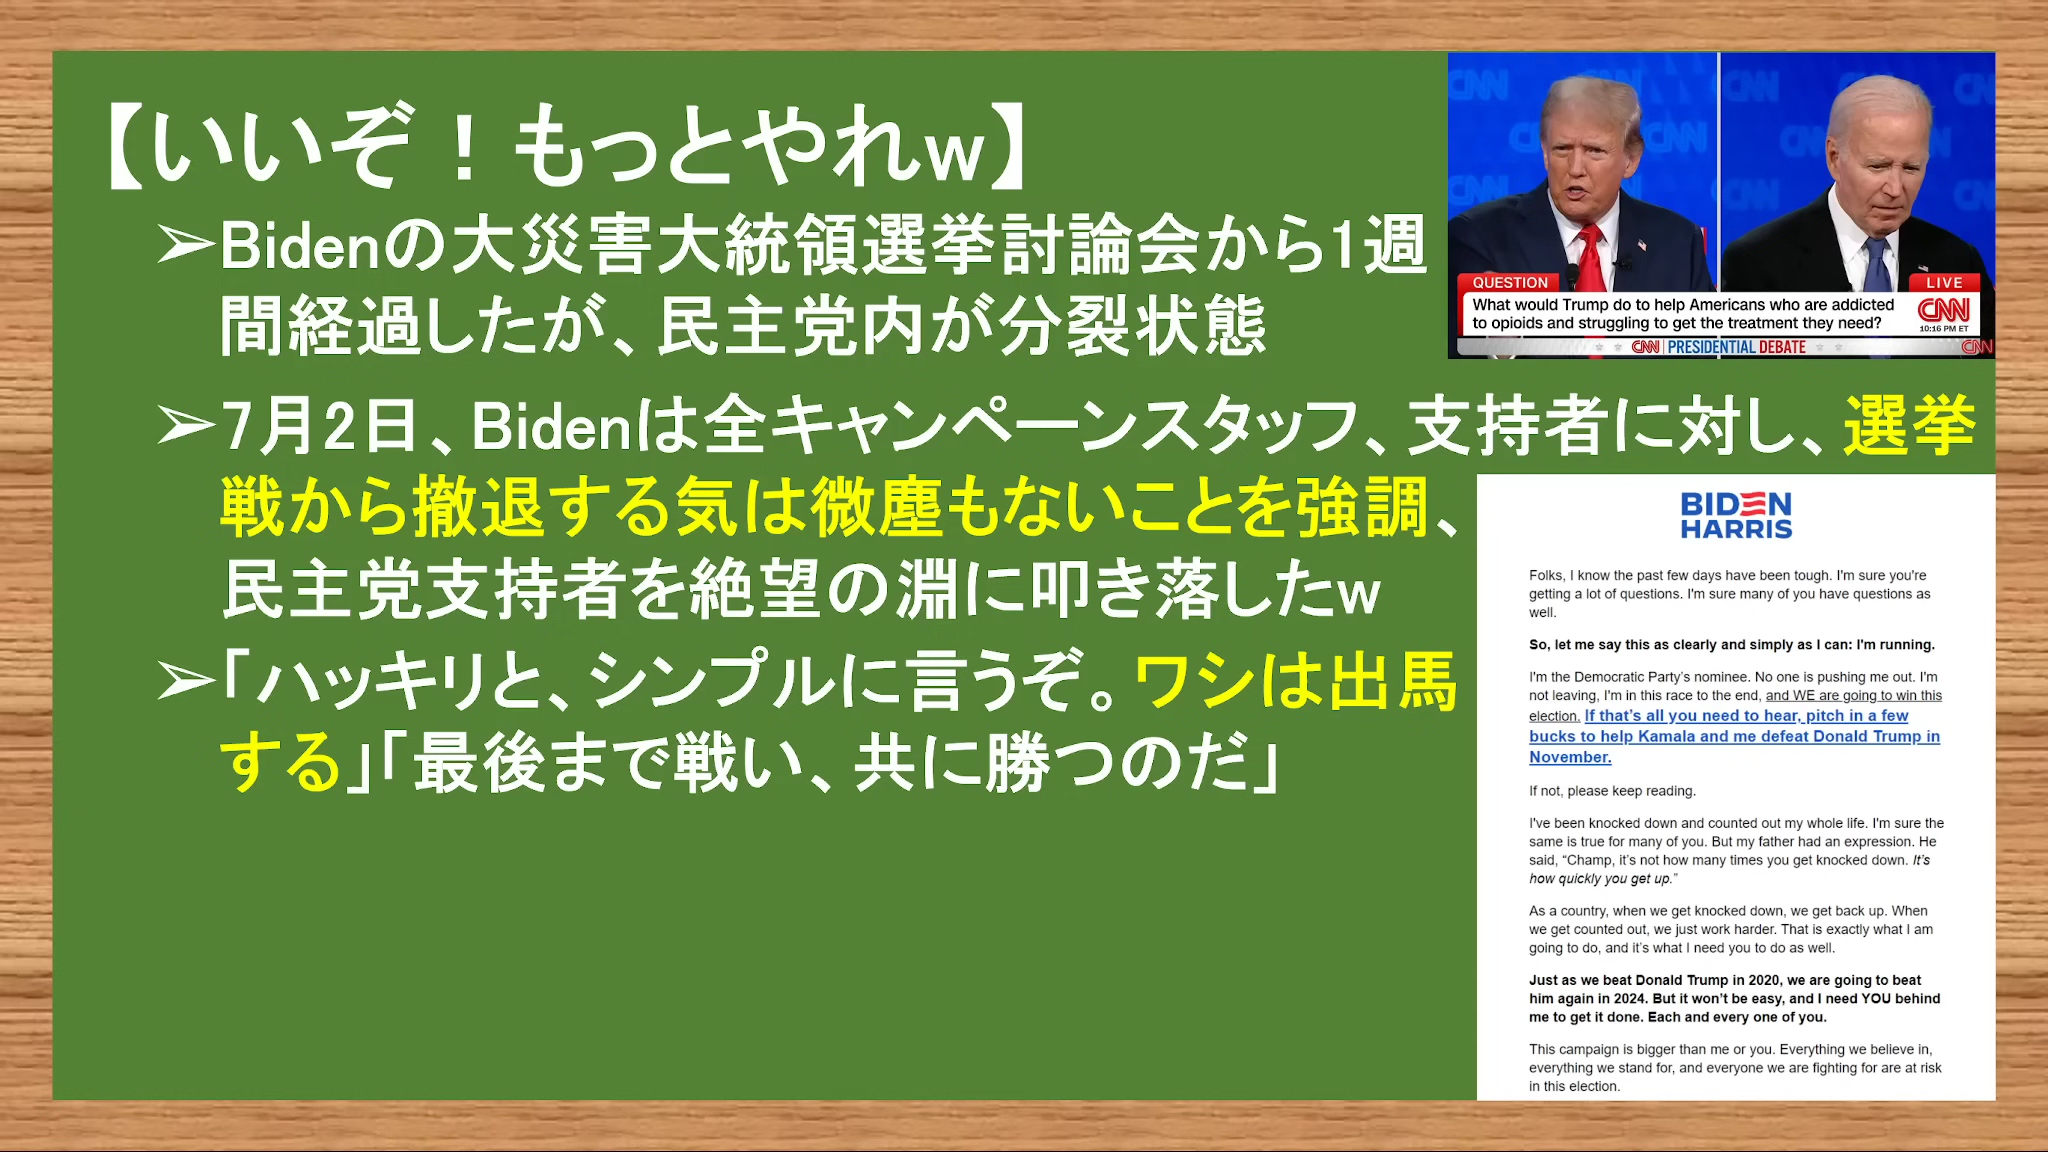 【いいぞ！もっとやれw】
➢Bidenの大災害大統領選挙討論会から1週
間経過したが、民主党内が分裂状態
➢7月2日、Bidenは全キャンペーンスタッフ、支持者に対し、選挙
戦から撤退する気は微塵もないことを強調、
民主党支持者を絶望の淵に叩き落したw
➢「ハッキリと、シンプルに言うぞ。ワシは出馬
する」「最後まで戦い、共に勝つのだ」
CNN
QUESTION
LIVE
What would Trump do to help Americans who are addicted
to opioids and struggling to get the treatment they need?
CNN
10:16 PM ET
CNN PRESIDENTIAL DEBATE
CNN
BIDEN
HARRIS
Folks, I know the past few days have been tough. I'm sure you're
getting a lot of questions. I'm sure many of you have questions as
well.
So, let me say this as clearly and simply as I can: I'm running.
I'm the Democratic Party's nominee. No one is pushing me out. I'm
not leaving, I'm in this race to the end, and WE are going to win this
election. If that's all you need to hear, pitch in a few
bucks to help Kamala and me defeat Donald Trump in
November.
If not, please keep reading.
I've been knocked down and counted out my whole life. I'm sure the
same is true for many of you. But my father had an expression. He
said, “Champ, it's not how many times you get knocked down. It's
how quickly you get up.”
As a country, when we get knocked down, we get back up. When
we get counted out, we just work harder. That is exactly what I am
going to do, and it's what I need you to do as well.
Just as we beat Donald Trump in 2020, we are going to beat
him again in 2024. But it won't be easy, and I need YOU behind
me to get it done. Each and every one of you.
This campaign is bigger than me or you. Everything we believe in,
everything we stand for, and everyone we are fighting for are at risk
in this election.